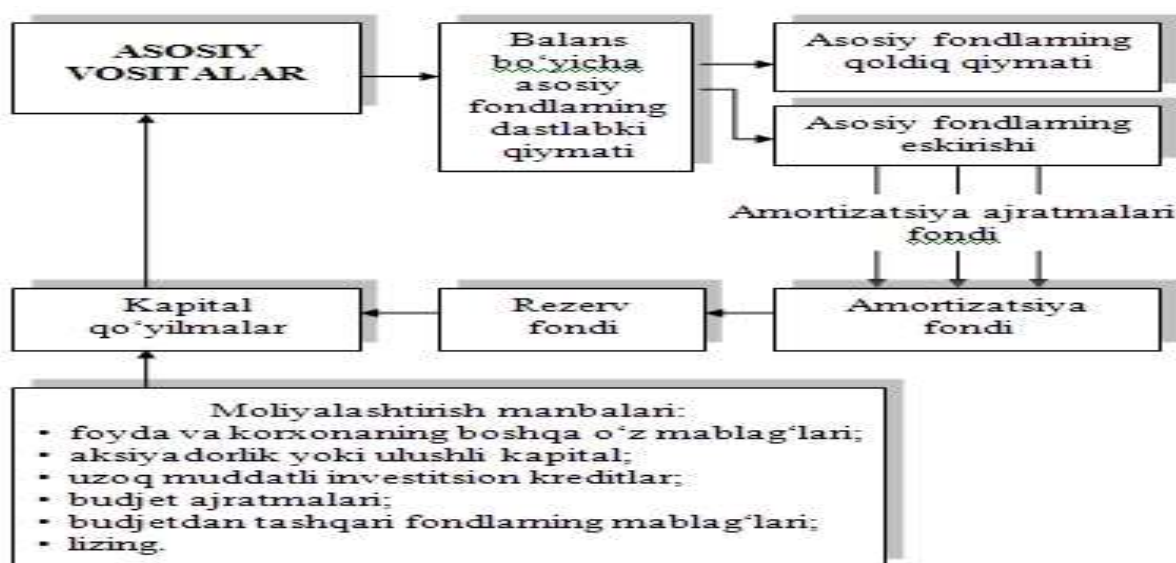 ASOSIY
VOSITALAR
Balans
bo‘yicha
asosiy
fondlarning
dastlabki
qiymati
Asosiy fondlarning
qoldiq qiymati
Asosiy fondlarning
eskirishi
Amortizatsiya ajratmalari
fondi
Kapital
qo‘yilmalar
Rezerv
fondi
Amortizatsiya
fondi
Moliyalashtirish manbalari:
• foyda va korxonaning boshqa o‘z mablag‘lari;
• aksiyadorlik yoki ulushli kapital;
• uzoq muddatli investitsion kreditlar;
• budjet ajratmalari;
• budjetdan tashqari fondlarning mablag‘lari;
• lizing.